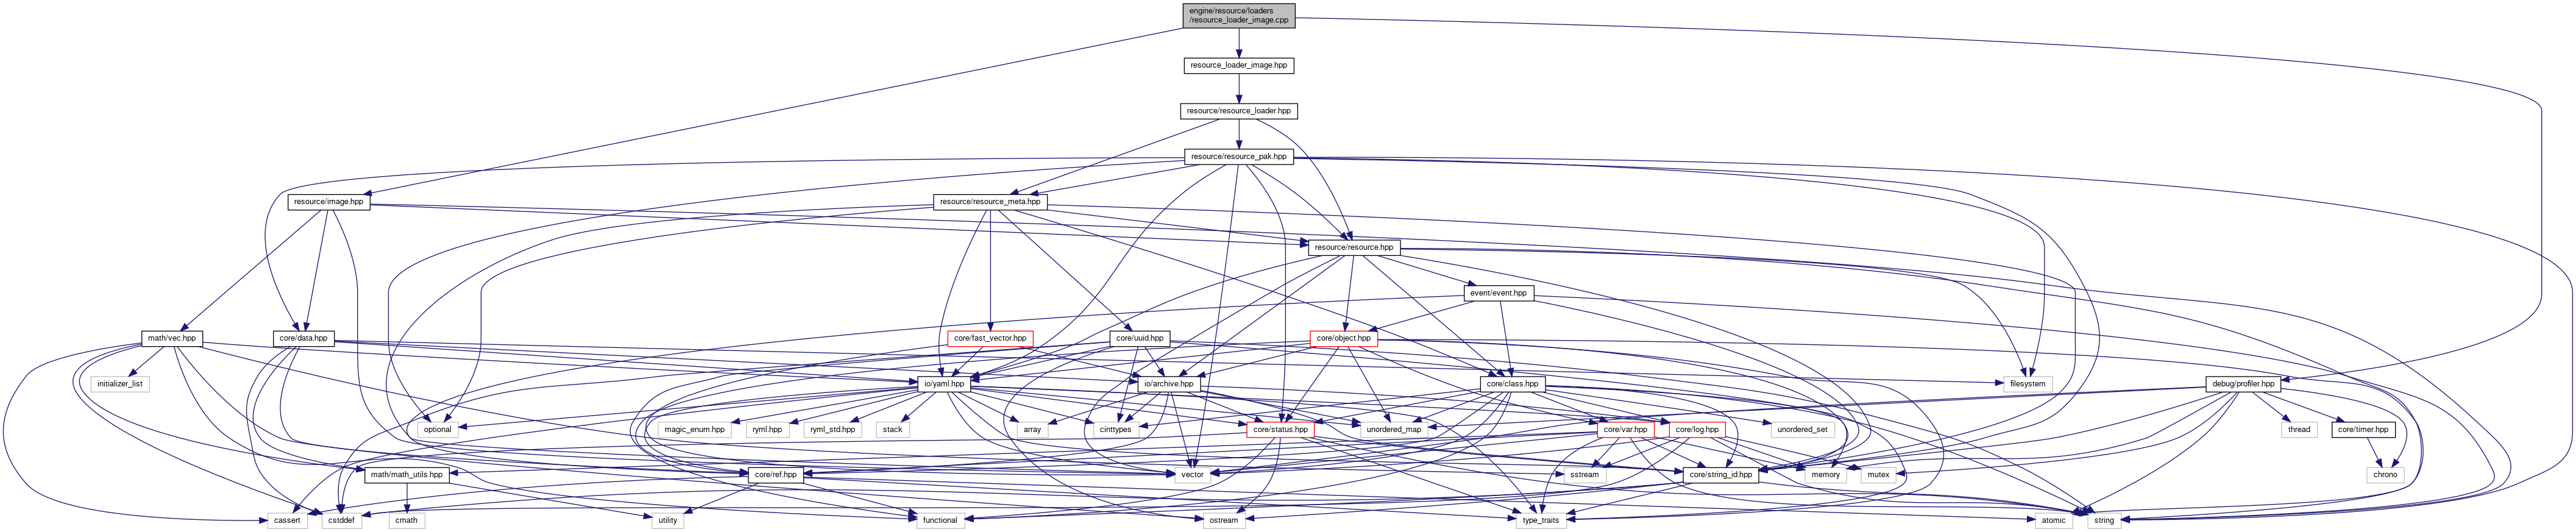 engine/resource/loaders
/resource_loader_image.cpp
resource_loader_image.hpp
resource/resource_loader.hpp
resource/resource_pak.hpp
resource/image.hpp
resource/resource_meta.hpp
resource/resource.hpp
event/event.hpp
math/vec.hpp
core/data.hpp
core/fast_vector.hpp
core/uuid.hpp
core/object.hpp
initializer_list
io/yaml.hpp
io/archive.hpp
core/class.hpp
filesystem
debug/profiler.hpp
optional
magic_enum.hpp
ryml.hpp
ryml_std.hpp
stack
array
cinttypes
core/status.hpp
unordered_map
core/var.hpp
core/log.hpp
unordered_set
thread
core/timer.hpp
math/math_utils.hpp
core/ref.hpp
vector
sstream
core/string_id.hpp
memory
mutex
chrono
cassert
cstddef
cmath
utility
functional
ostream
type_traits
atomic
string